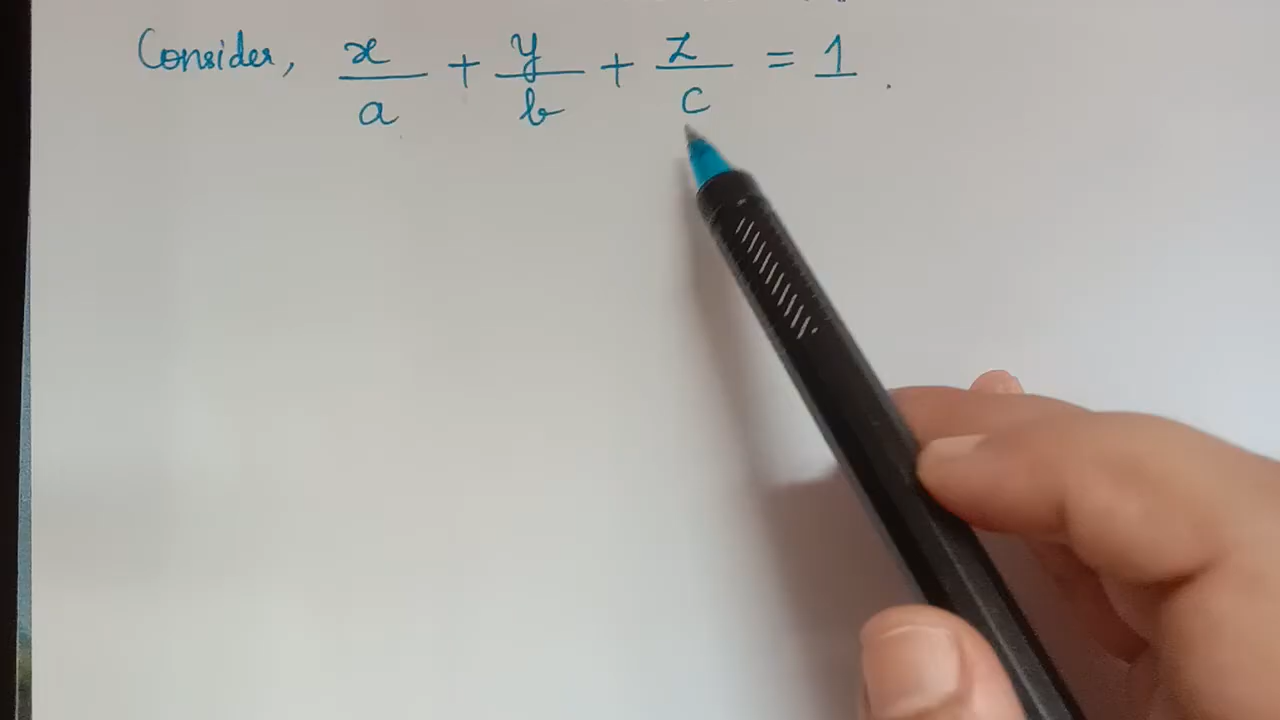 Consider, x/a + y/b + z/c = 1.